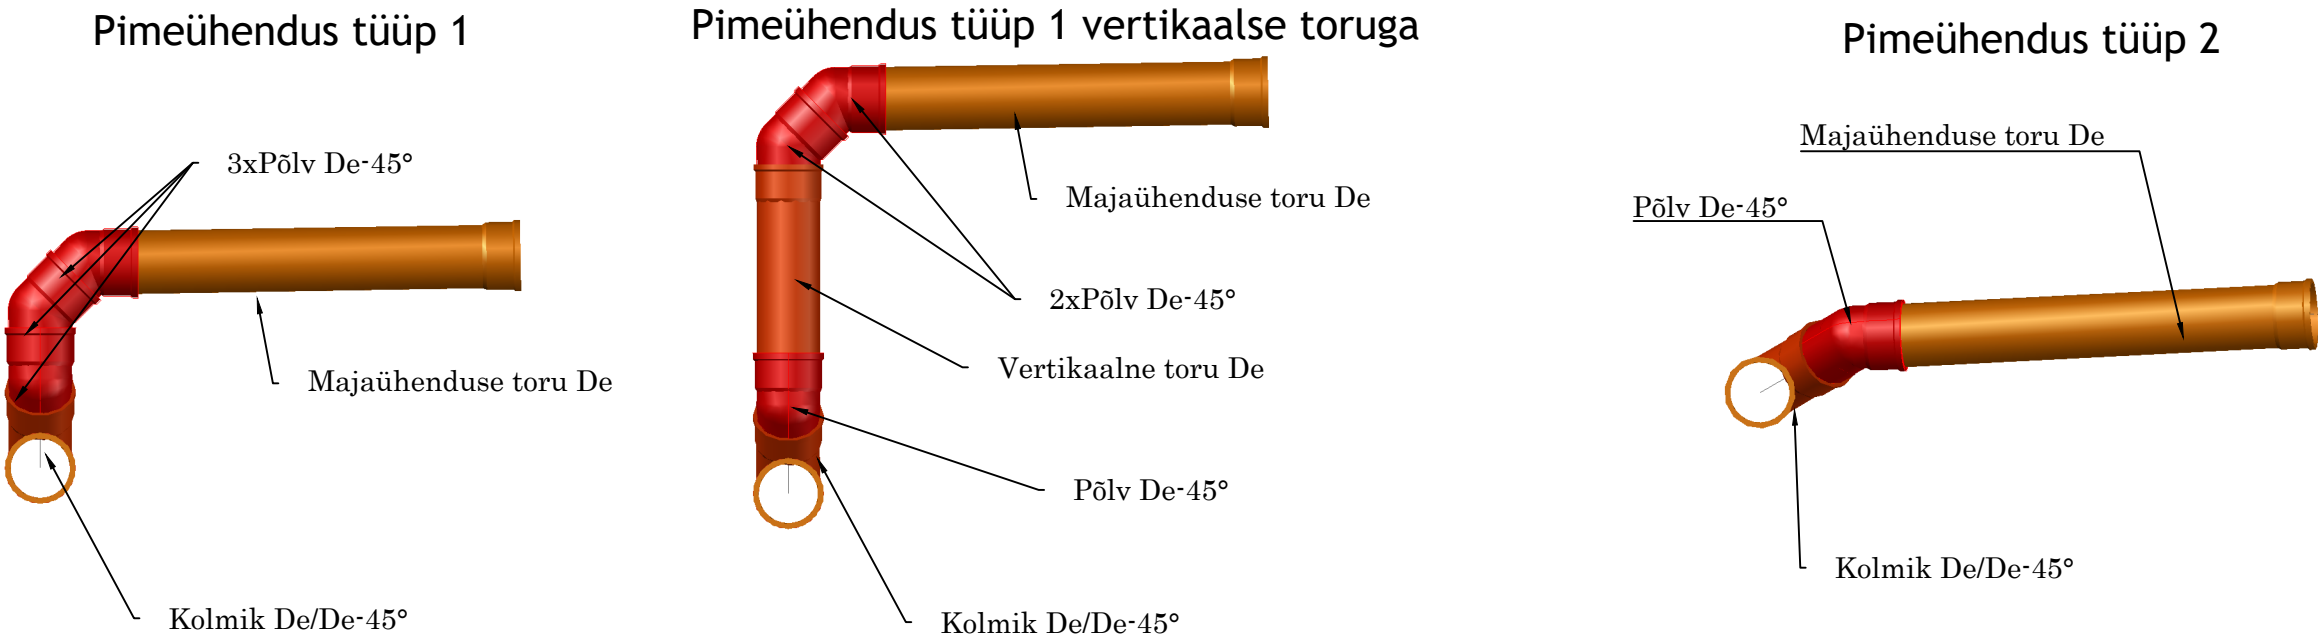 Pimeühendus tüüp 1
3xPõlv De-45°
Majaühenduse toru De
Kolmik De/De-45°
Pimeühendus tüüp 1 vertikaalse toruga
Majaühenduse toru De
2xPõlv De-45°
Vertikaalne toru De
Põlv De-45°
Kolmik De/De-45°
Pimeühendus tüüp 2
Majaühenduse toru De
Põlv De-45°
Kolmik De/De-45°